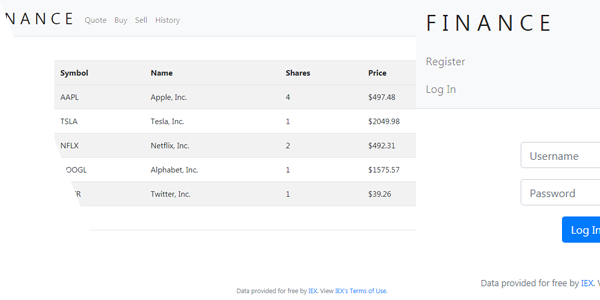 NANCE Quote Buy Sell History
Symbol Name Shares Price
AAPL Apple, Inc. 4 $497.48
TSLA Tesla, Inc. 1 $2049.98
NFLX Netflix, Inc. 2 $492.31
OOGL Alphabet, Inc. 1 $1575.57
R Twitter, Inc. 1 $39.26
Data provided for free by IEX. View IEX's Terms of Use.
FINANCE
Register
Log In
Username
Password
Log In
Data provided for free by IEX. V